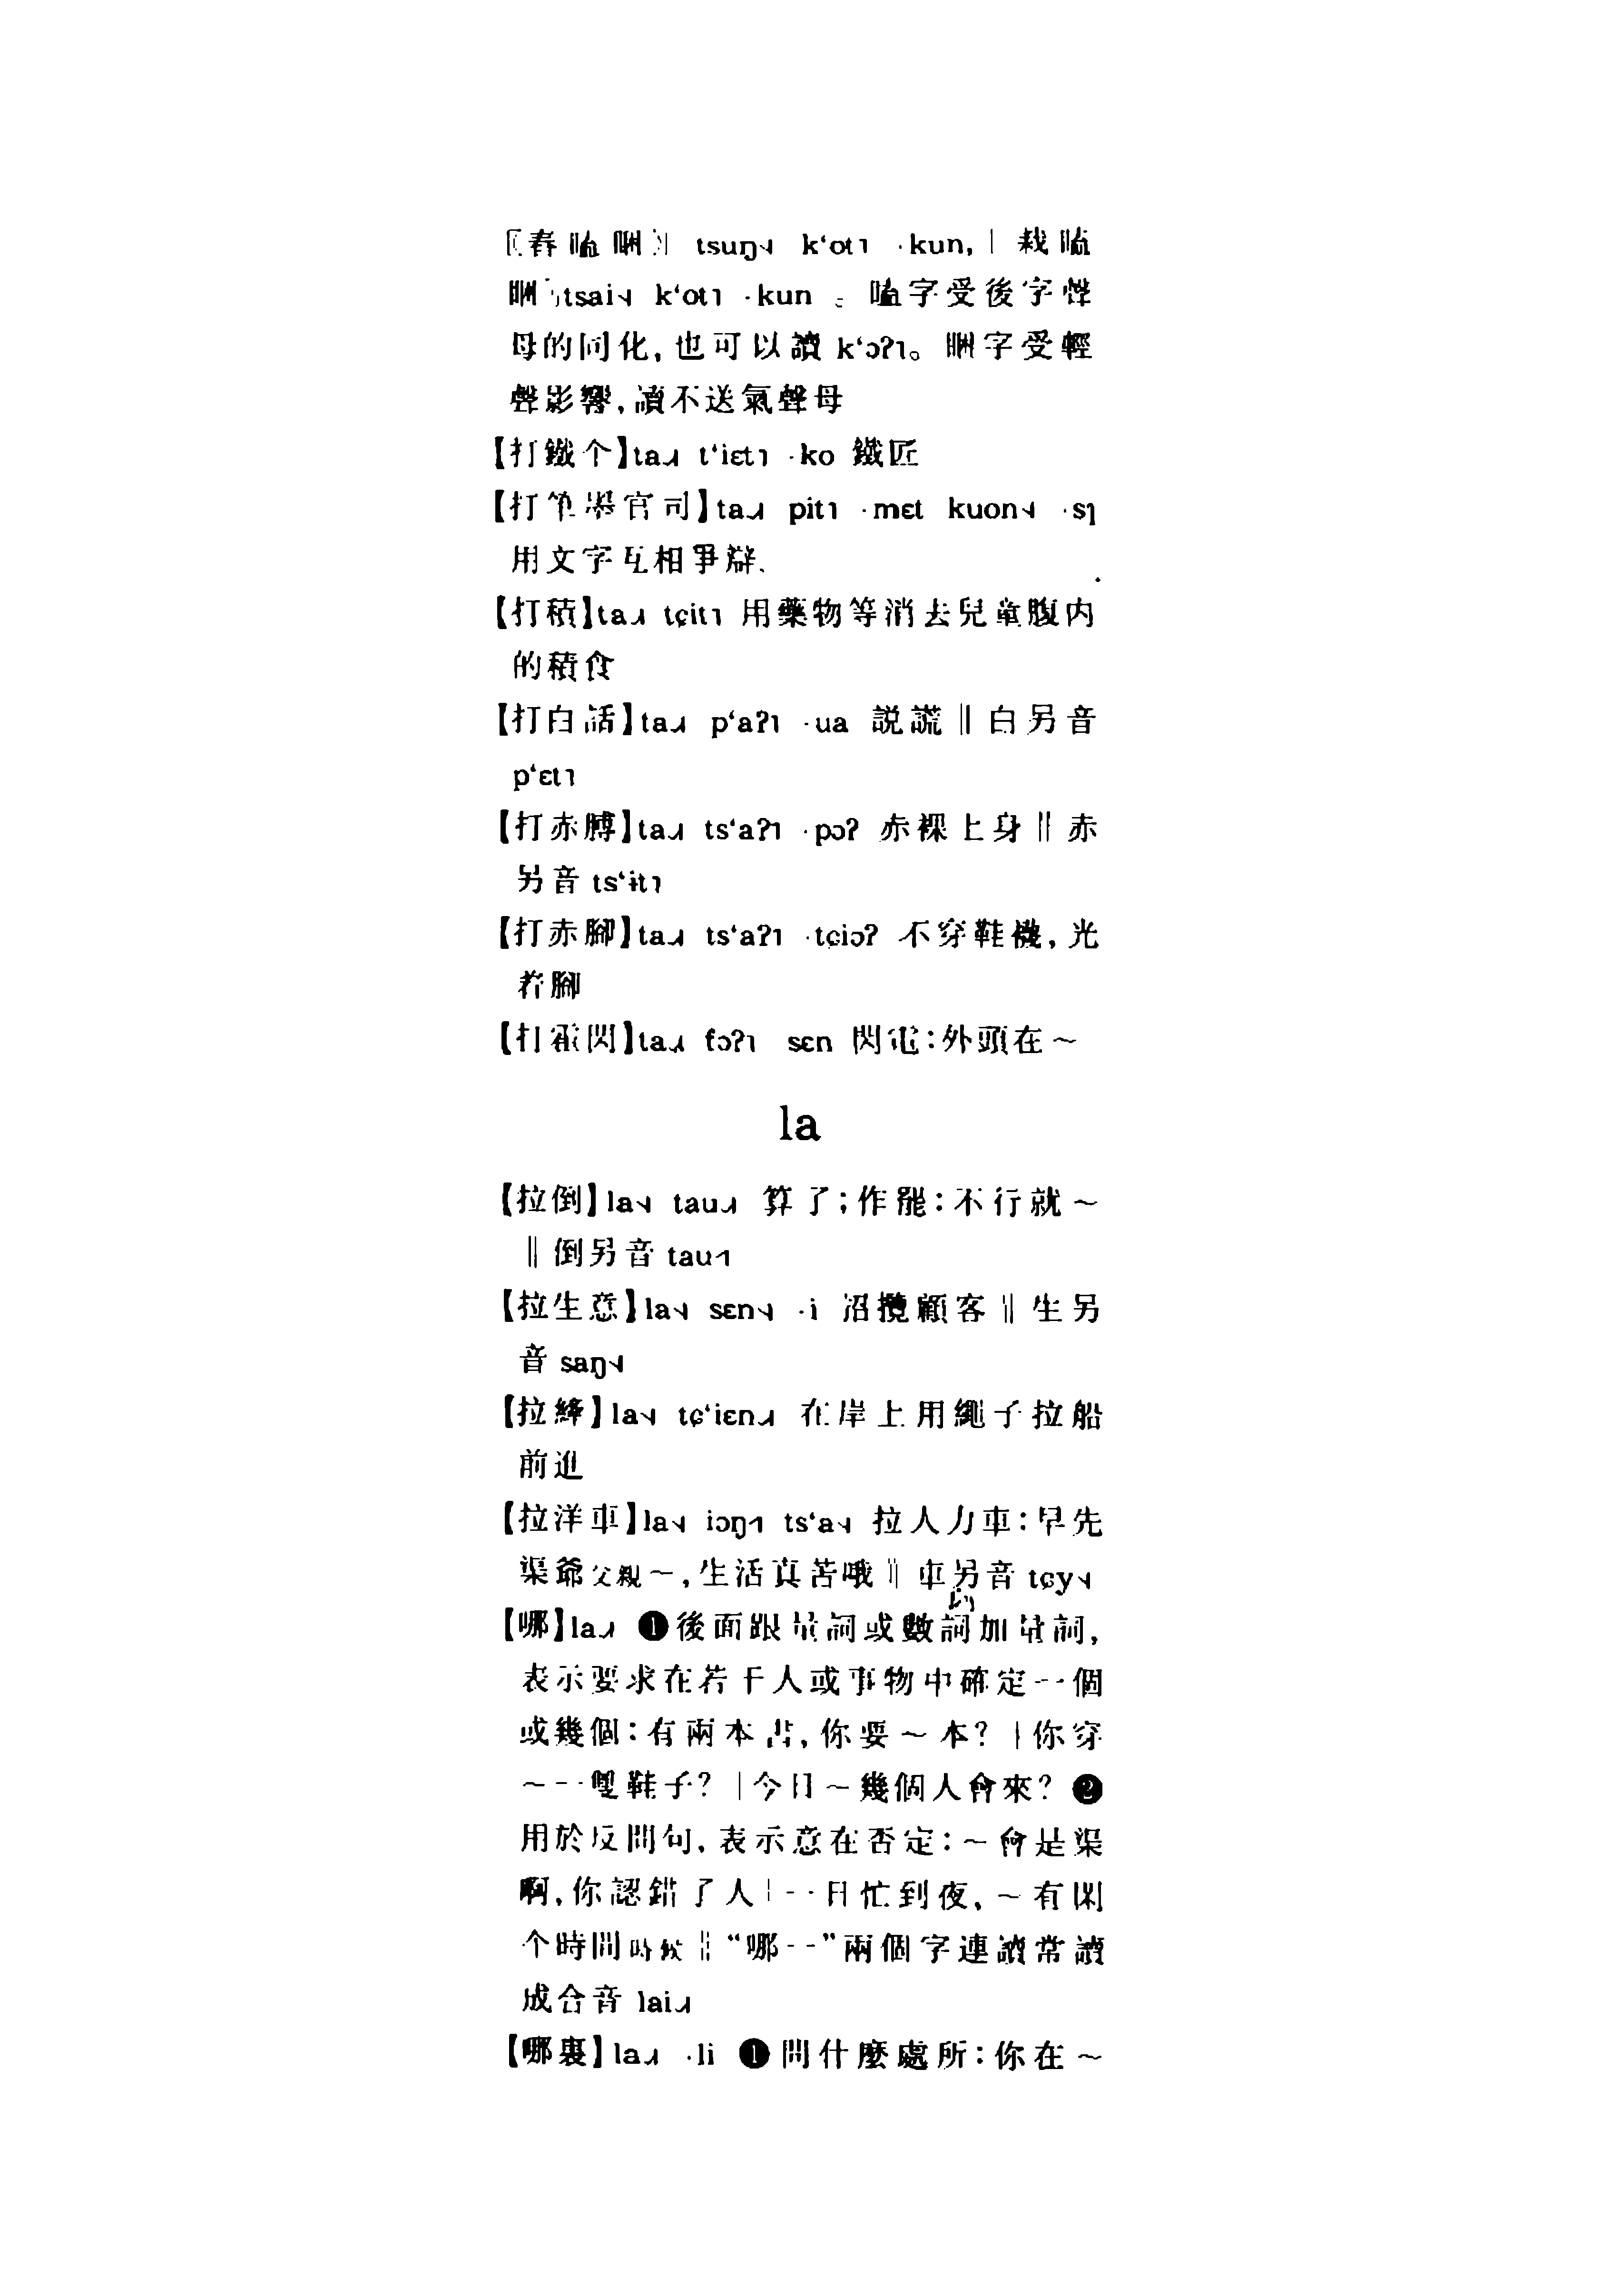 〖舂瞌睏〗 tsuŋ˧ k‘ot˥ ·kun,｜栽瞌
睏 tsai˧ k‘ot˥ ·kun 。瞌字受後字聲
母的同化,也可以讀 k‘ɔʔ˥。睏字受輕
聲影響,讀不送氣聲母
【打鐵个】ta˨ t‘iɛt˥ ·ko 鐵匠
【打筆墨官司】ta˨ pit˥ ·mɛt kuon˧ ·sɿ
用文字互相爭辯
【打積】ta˨ tɕit˥ 用藥物等消去兒童腹内
的積食
【打白話】ta˨ p‘aʔ˥ ·ua 説謊‖白另音
p‘ɛt˥
【打赤膊】ta˨ ts‘aʔ˥ ·pɔʔ 赤裸上身‖赤
另音 ts‘ɨt˥
【打赤腳】ta˨ ts‘aʔ˥ ·tɕiɔʔ 不穿鞋襪,光
着腳
【打霍閃】ta˨ fɔʔ˥ sɛn 閃電:外頭在～
la
【拉倒】la˧ tau˨ 算了;作罷:不行就～
‖倒另音 tau˦
【拉生意】la˧ sɛn˧ ·i 招攬顧客‖生另
音 saŋ˧
【拉縴】la˧ tɕ‘iɛn˨ 在岸上用繩子拉船
前進
【拉洋車】la˧ iɔŋ˦ ts‘a˧ 拉人力車:早先
渠爺父親～,生活真苦哦‖車另音 tɕy˧
【哪】la˨ ❶後面跟量詞或數詞加量詞,
表示要求在若干人或事物中確定一個
或幾個:有兩本書,你要～本?｜你穿
～一雙鞋子?｜今日～幾個人會來? ❷
用於反問句,表示意在否定:～會是渠
啊,你認錯了人｜一日忙到夜,～有閑
个時間時候‖“哪一”兩個字連讀常讀
成合音 lai˨
【哪裏】la˨ ·li ❶問什麼處所:你在～